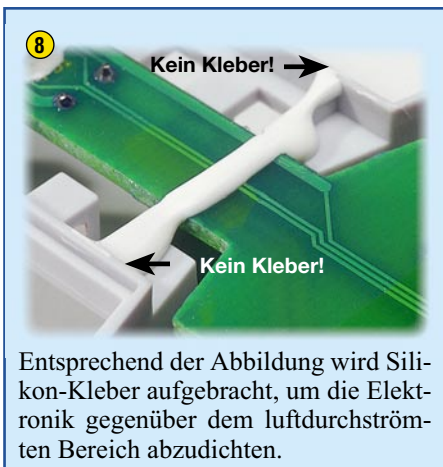 8
Kein Kleber!
Kein Kleber!
Entsprechend der Abbildung wird Sili-
kon-Kleber aufgebracht, um die Elekt-
ronik gegenüber dem luftdurchström-
ten Bereich abzudichten.